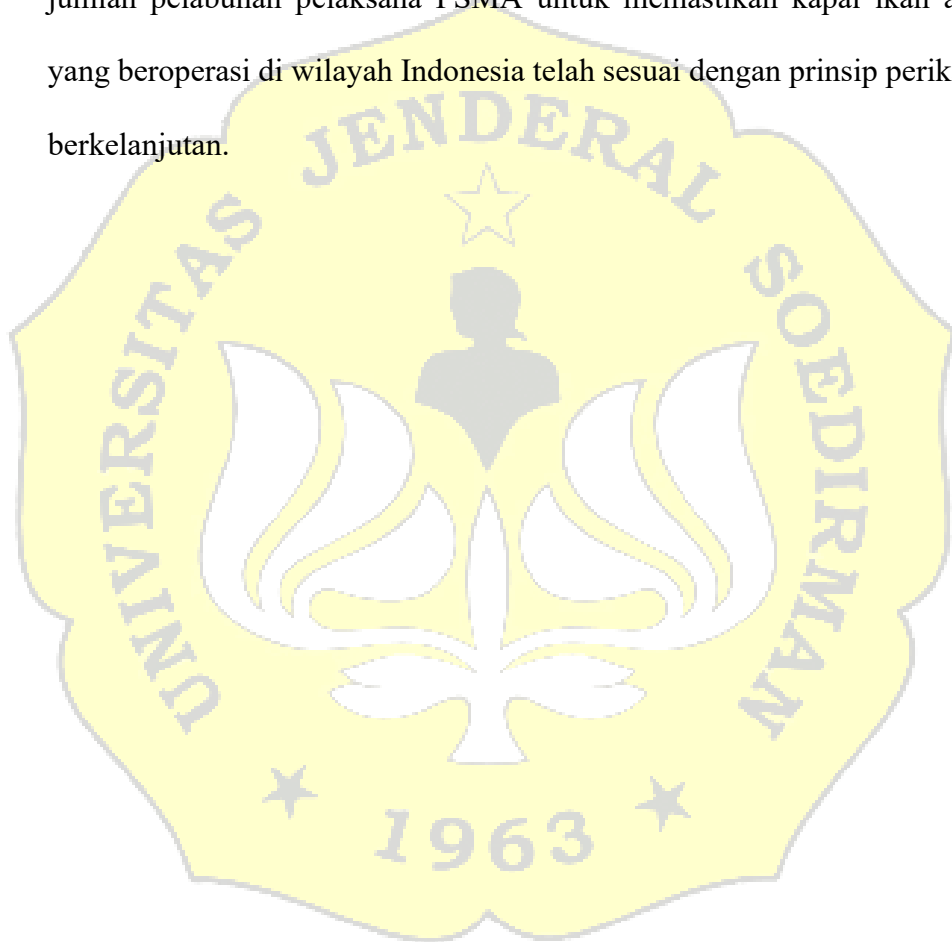 jumlah pelabuhan pelaksana PSMA untuk memastikan kapal ikan
yang beroperasi di wilayah Indonesia telah sesuai dengan prinsip
berkelanjutan.
UNIVERSITAS JENDERAL SOEDIRMAN
1963